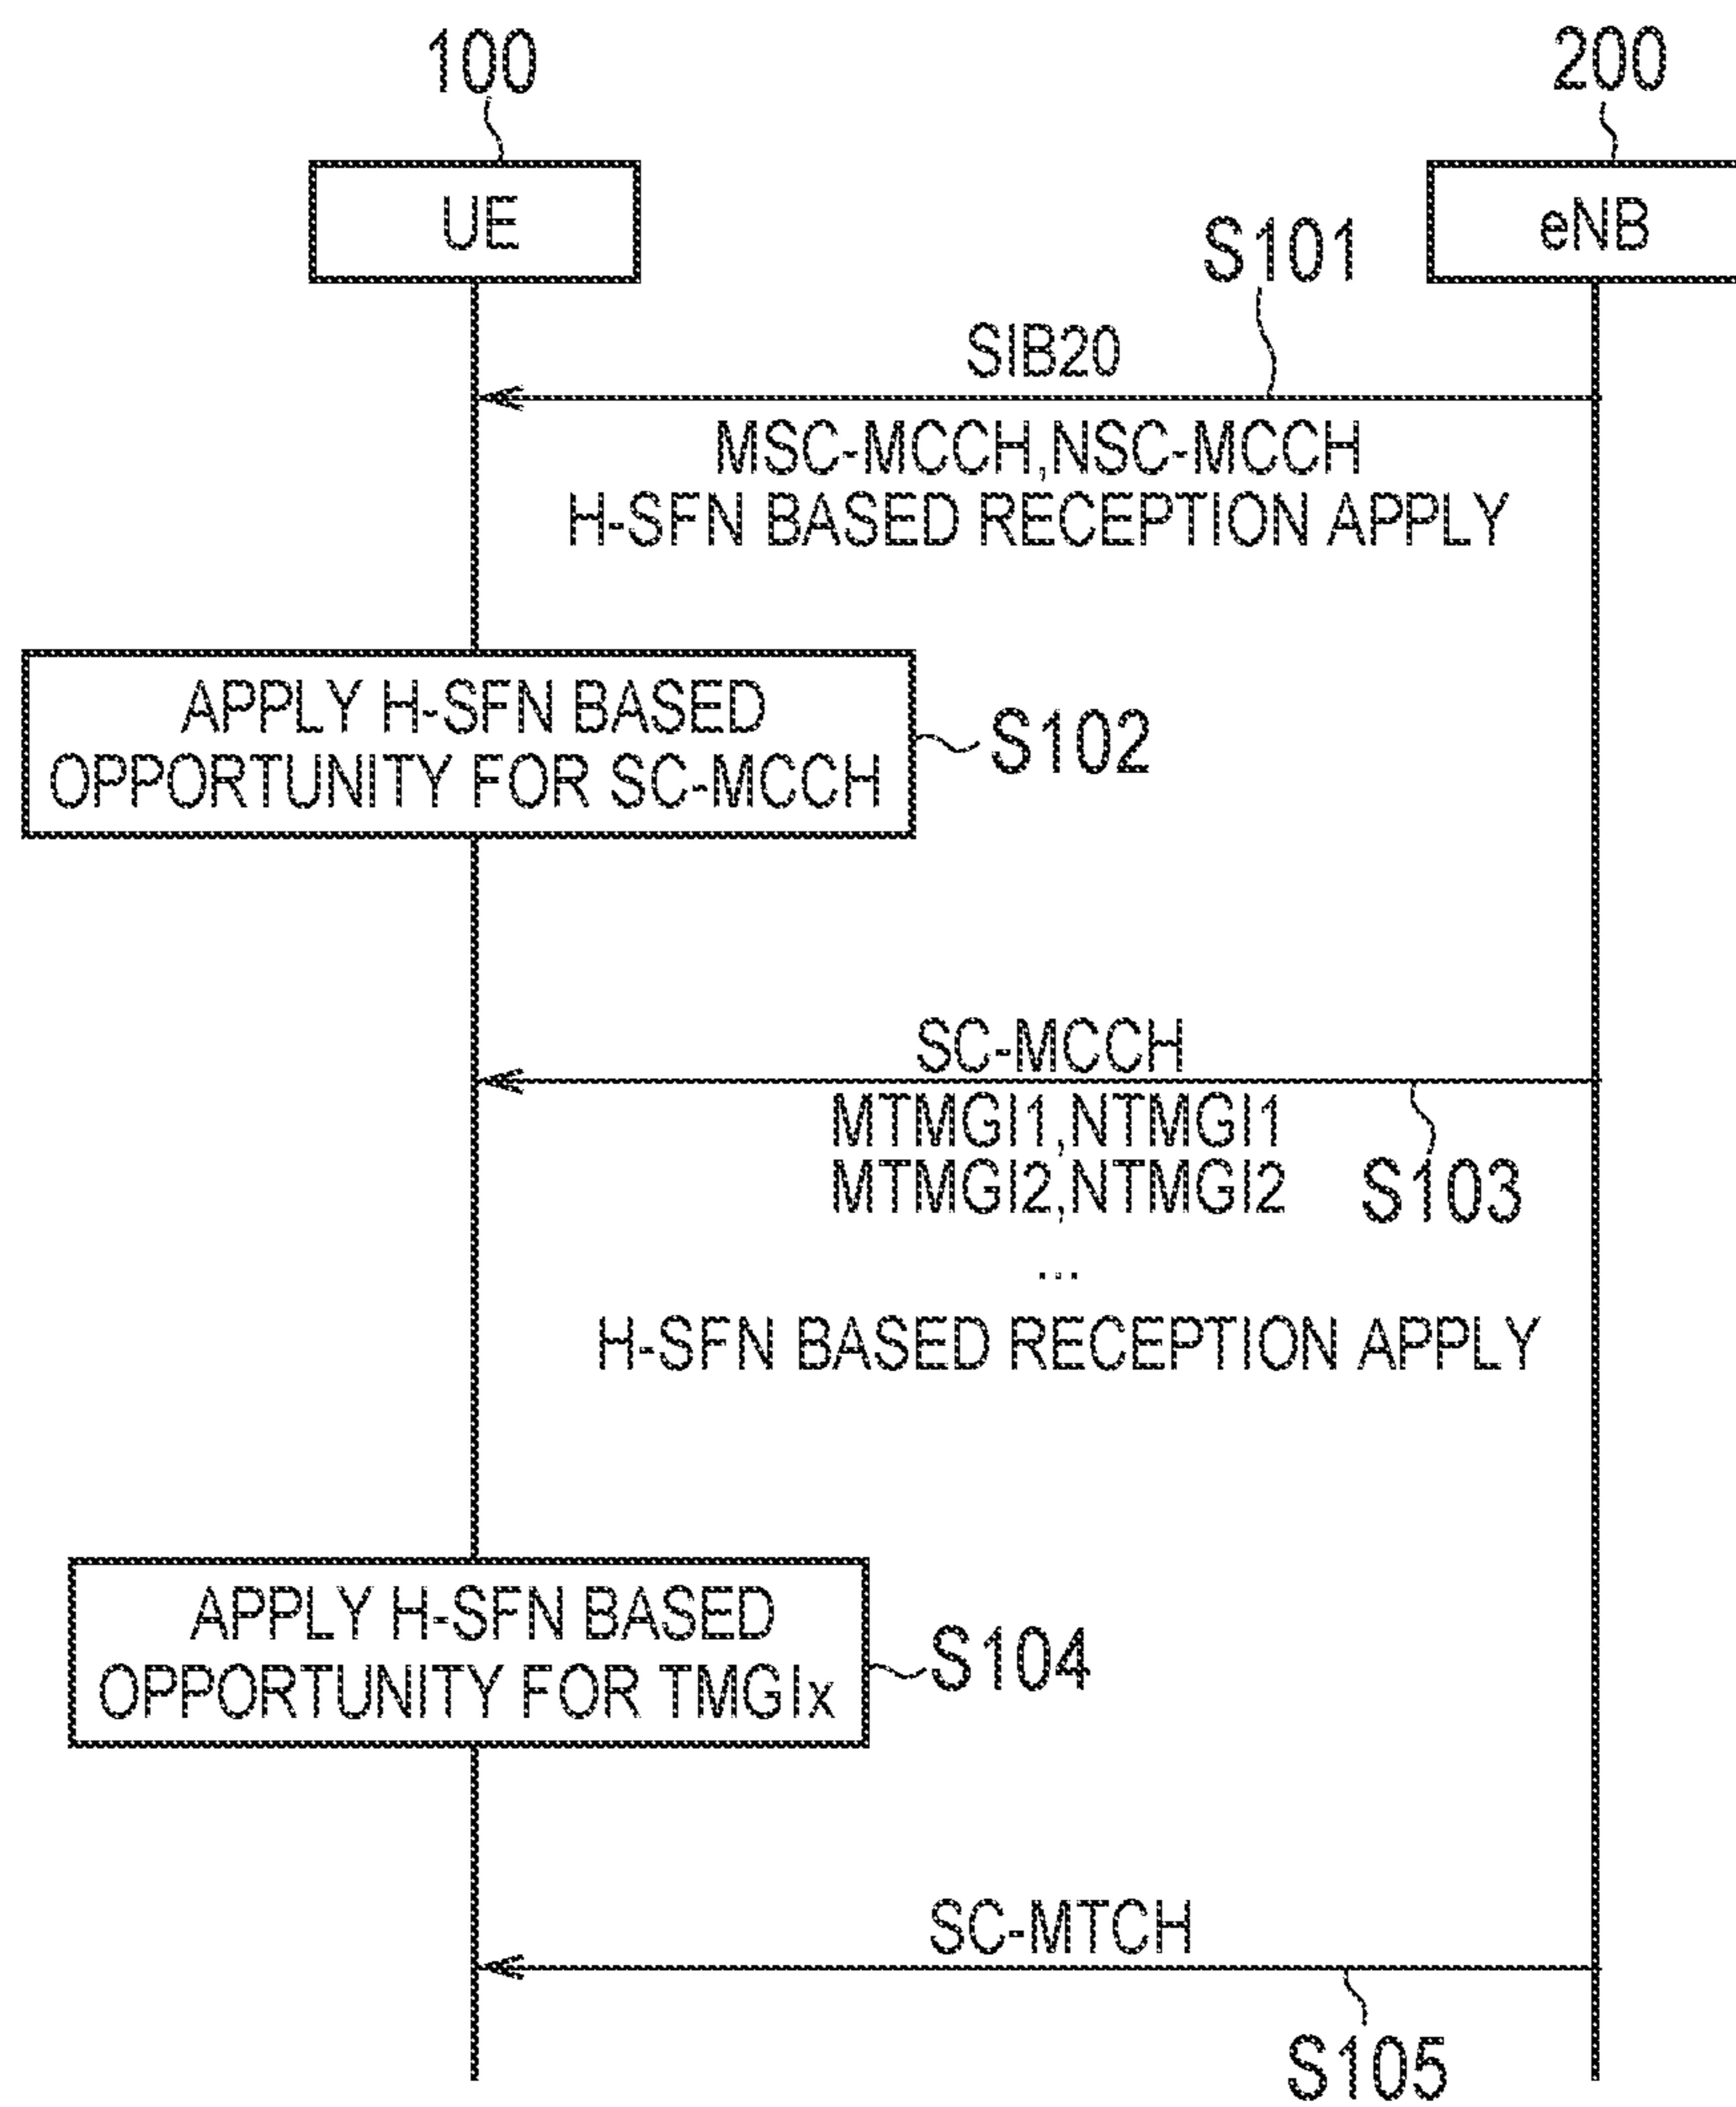 100
200
UE
eNB
S101
SIB20
MSC-MCCH,NSC-MCCH
H-SFN BASED RECEPTION APPLY
APPLY H-SFN BASED
OPPORTUNITY FOR SC-MCCH
S102
SC-MCCH
MTMGI1,NTMGI1
MTMGI2,NTMGI2
S103
...
H-SFN BASED RECEPTION APPLY
APPLY H-SFN BASED
OPPORTUNITY FOR TMGIx
S104
SC-MTCH
S105